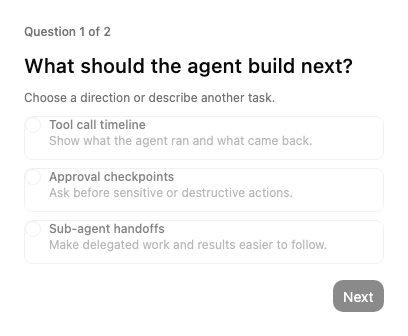 Question 1 of 2
What should the agent build next?
Choose a direction or describe another task.
Tool call timeline
Show what the agent ran and what came back.
Approval checkpoints
Ask before sensitive or destructive actions.
Sub-agent handoffs
Make delegated work and results easier to follow.
Next